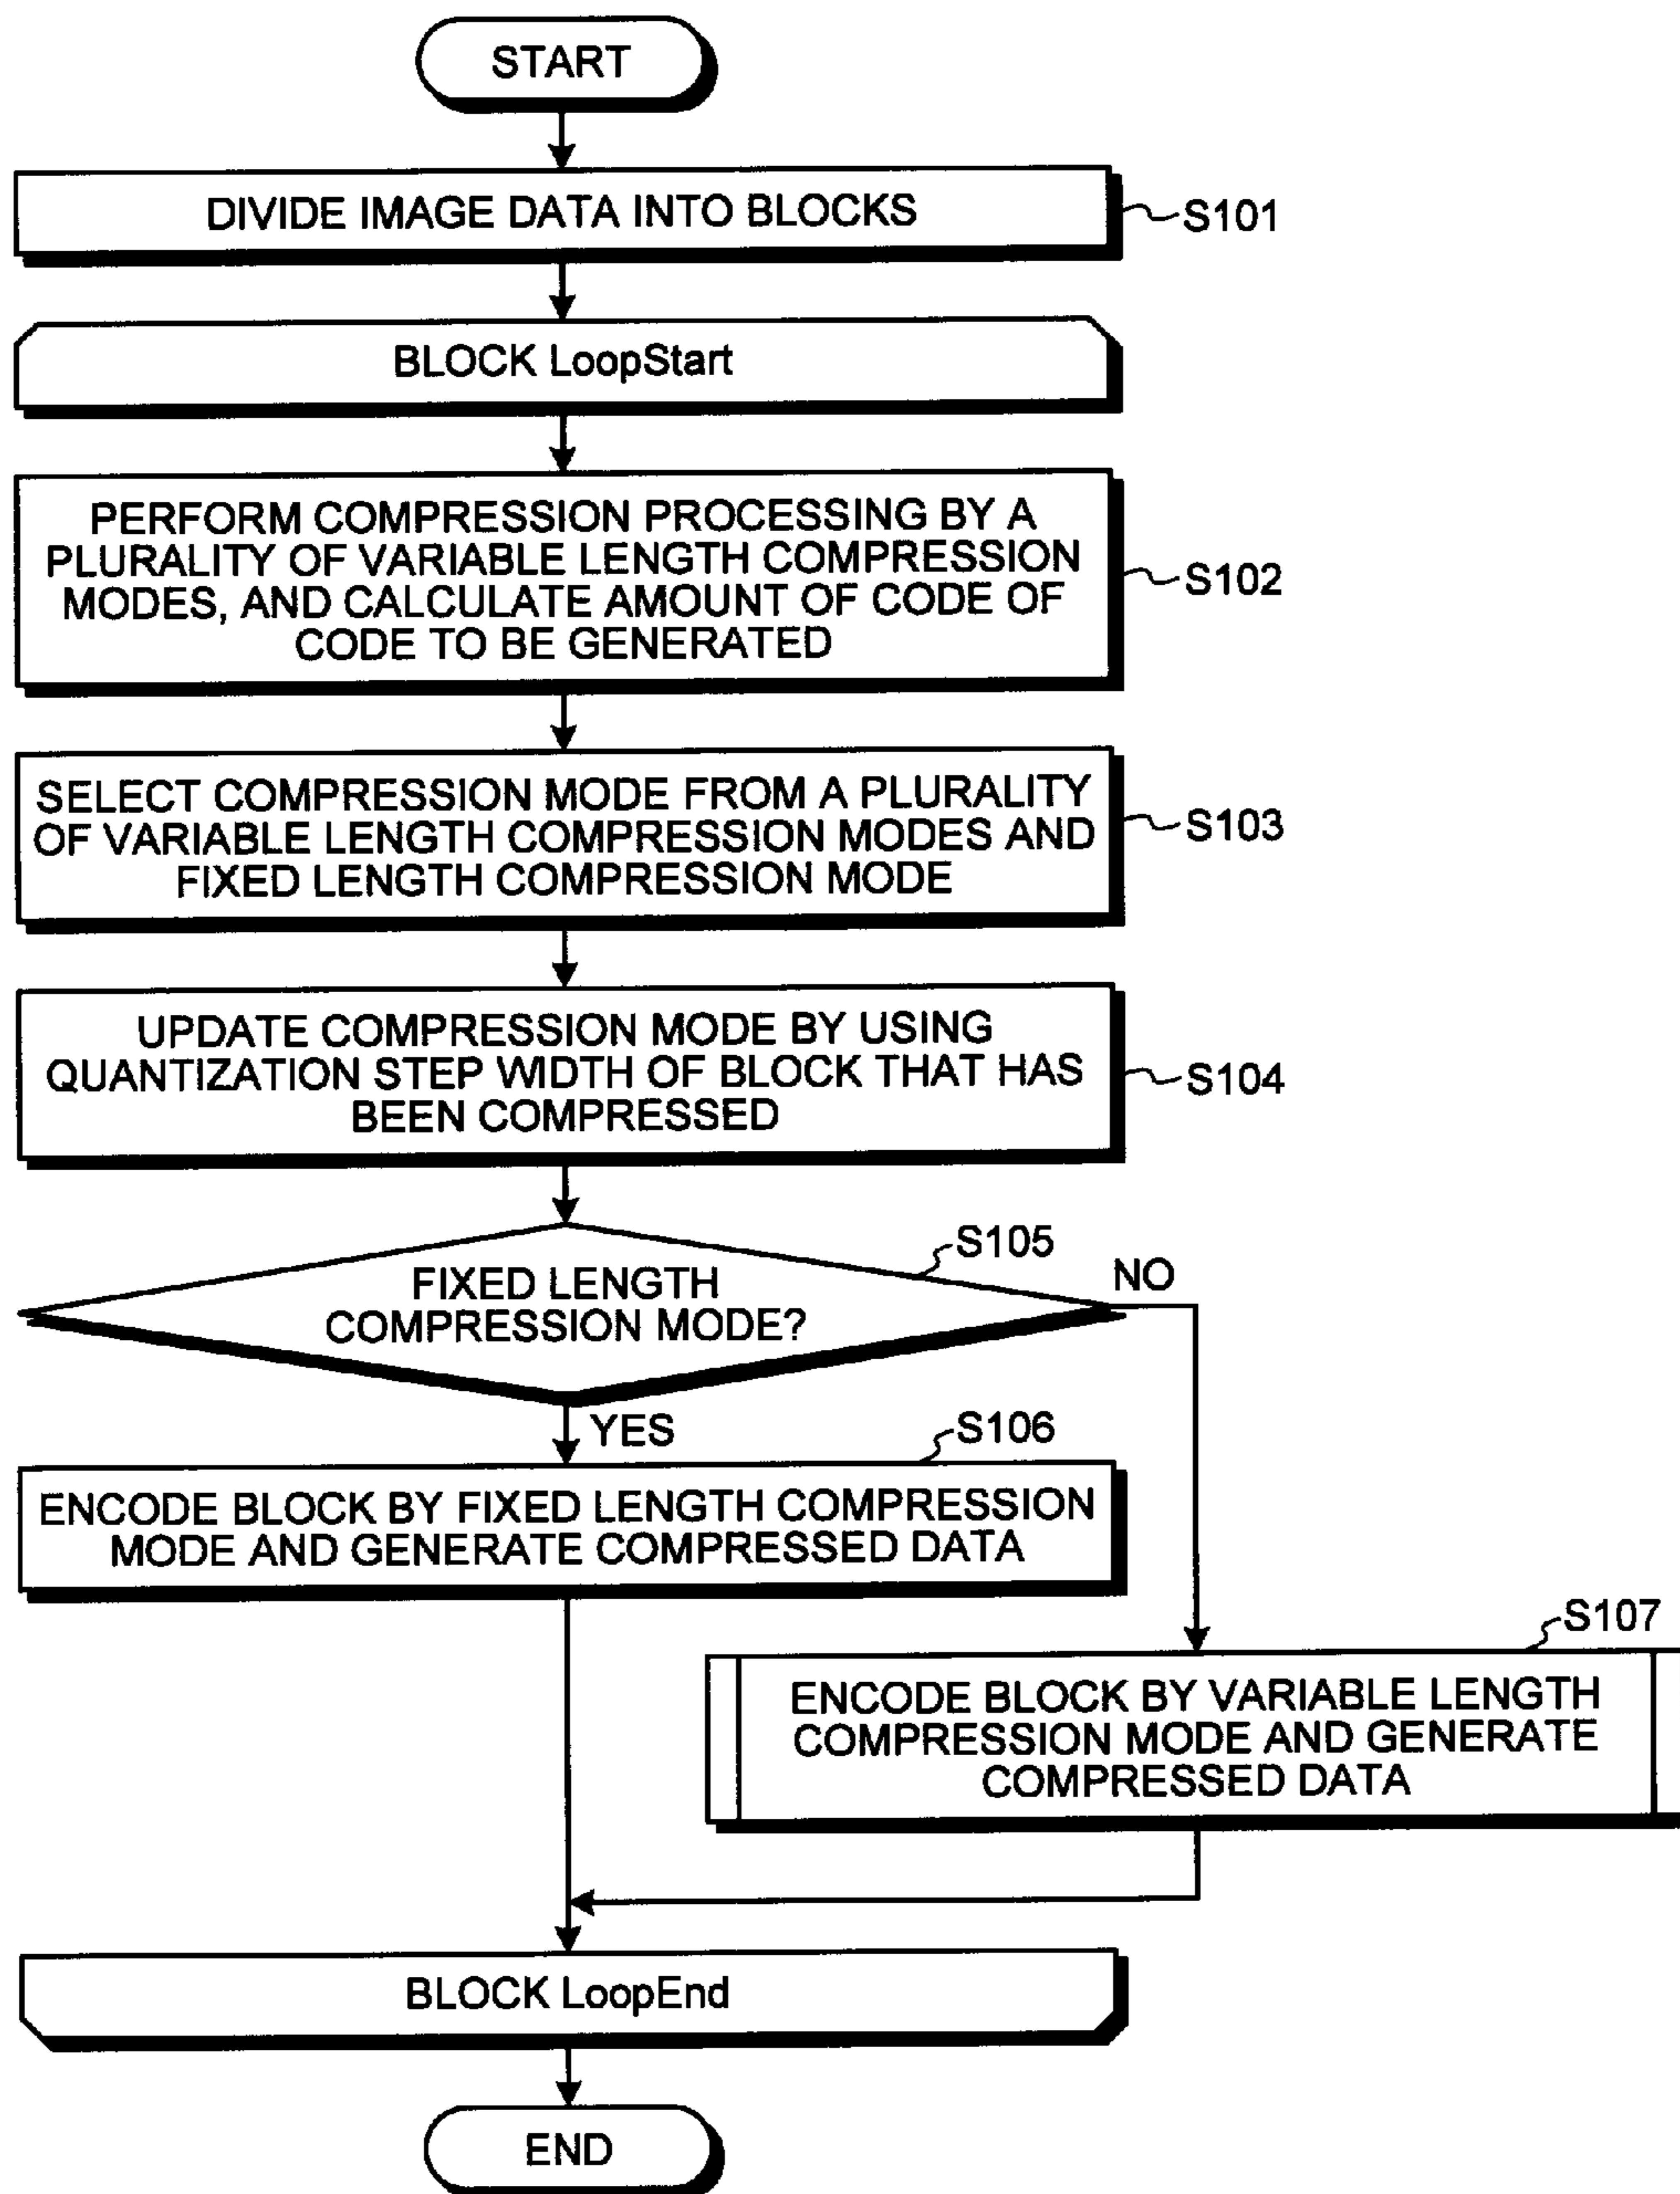 START
DIVIDE IMAGE DATA INTO BLOCKS
S101
BLOCK LoopStart
PERFORM COMPRESSION PROCESSING BY A
PLURALITY OF VARIABLE LENGTH COMPRESSION
MODES, AND CALCULATE AMOUNT OF CODE OF
CODE TO BE GENERATED
S102
SELECT COMPRESSION MODE FROM A PLURALITY
OF VARIABLE LENGTH COMPRESSION MODES AND
FIXED LENGTH COMPRESSION MODE
S103
UPDATE COMPRESSION MODE BY USING
QUANTIZATION STEP WIDTH OF BLOCK THAT HAS
BEEN COMPRESSED
S104
S105
FIXED LENGTH
COMPRESSION MODE?
NO
YES
S106
ENCODE BLOCK BY FIXED LENGTH COMPRESSION
MODE AND GENERATE COMPRESSED DATA
S107
ENCODE BLOCK BY VARIABLE LENGTH
COMPRESSION MODE AND GENERATE
COMPRESSED DATA
BLOCK LoopEnd
END